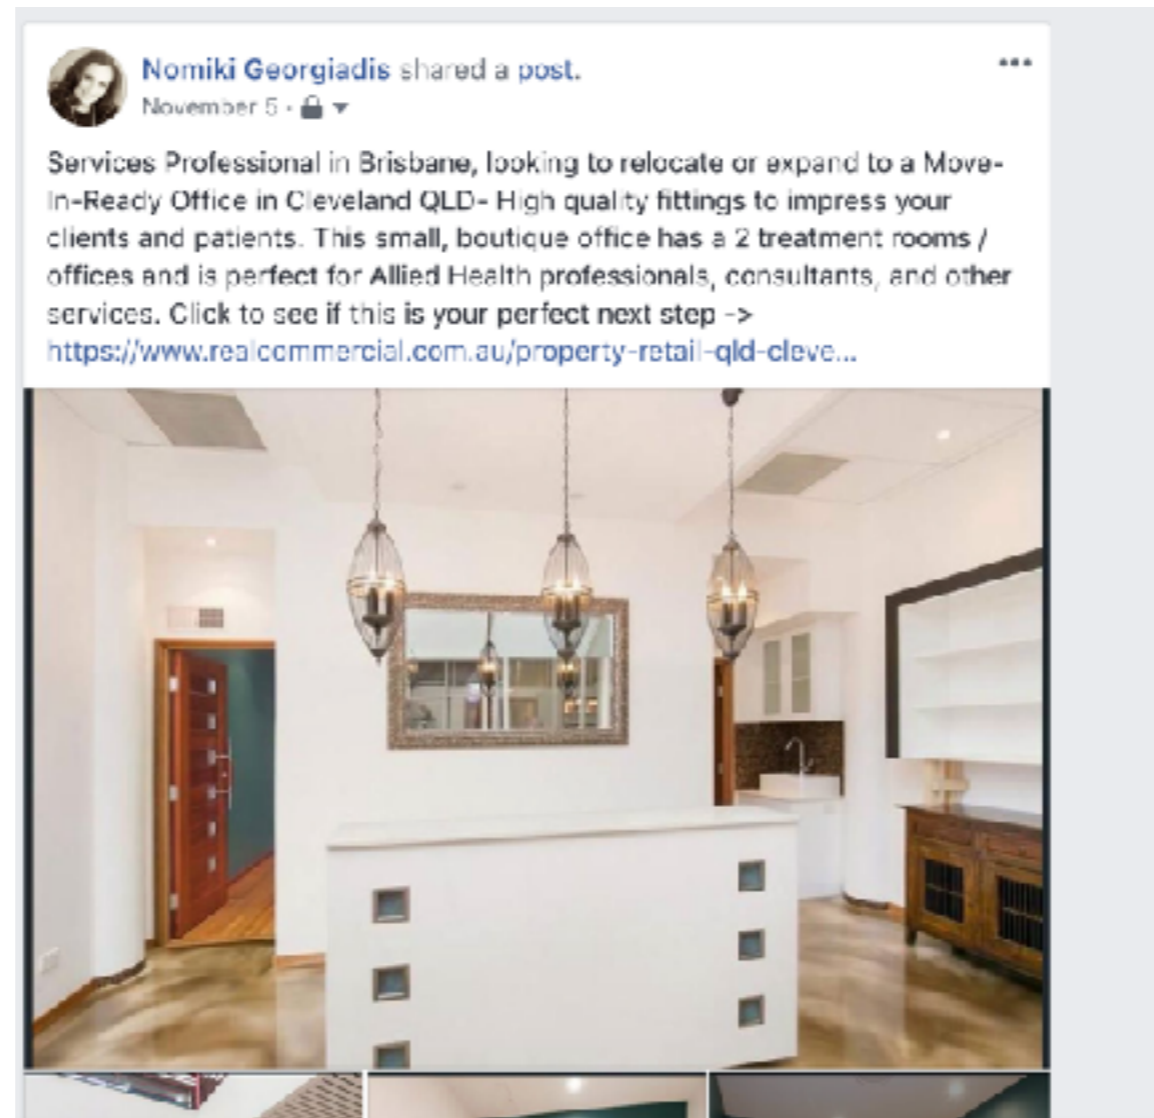 Nomiki Georgiadis shared a post.
November 5 ·
Services Professional in Brisbane, looking to relocate or expand to a Move-
In-Ready Office in Cleveland QLD- High quality fittings to impress your
clients and patients. This small, boutique office has a 2 treatment rooms /
offices and is perfect for Allied Health professionals, consultants, and other
services. Click to see if this is your perfect next step ->
https://www.realcommercial.com.au/property-retail-qld-cleve...